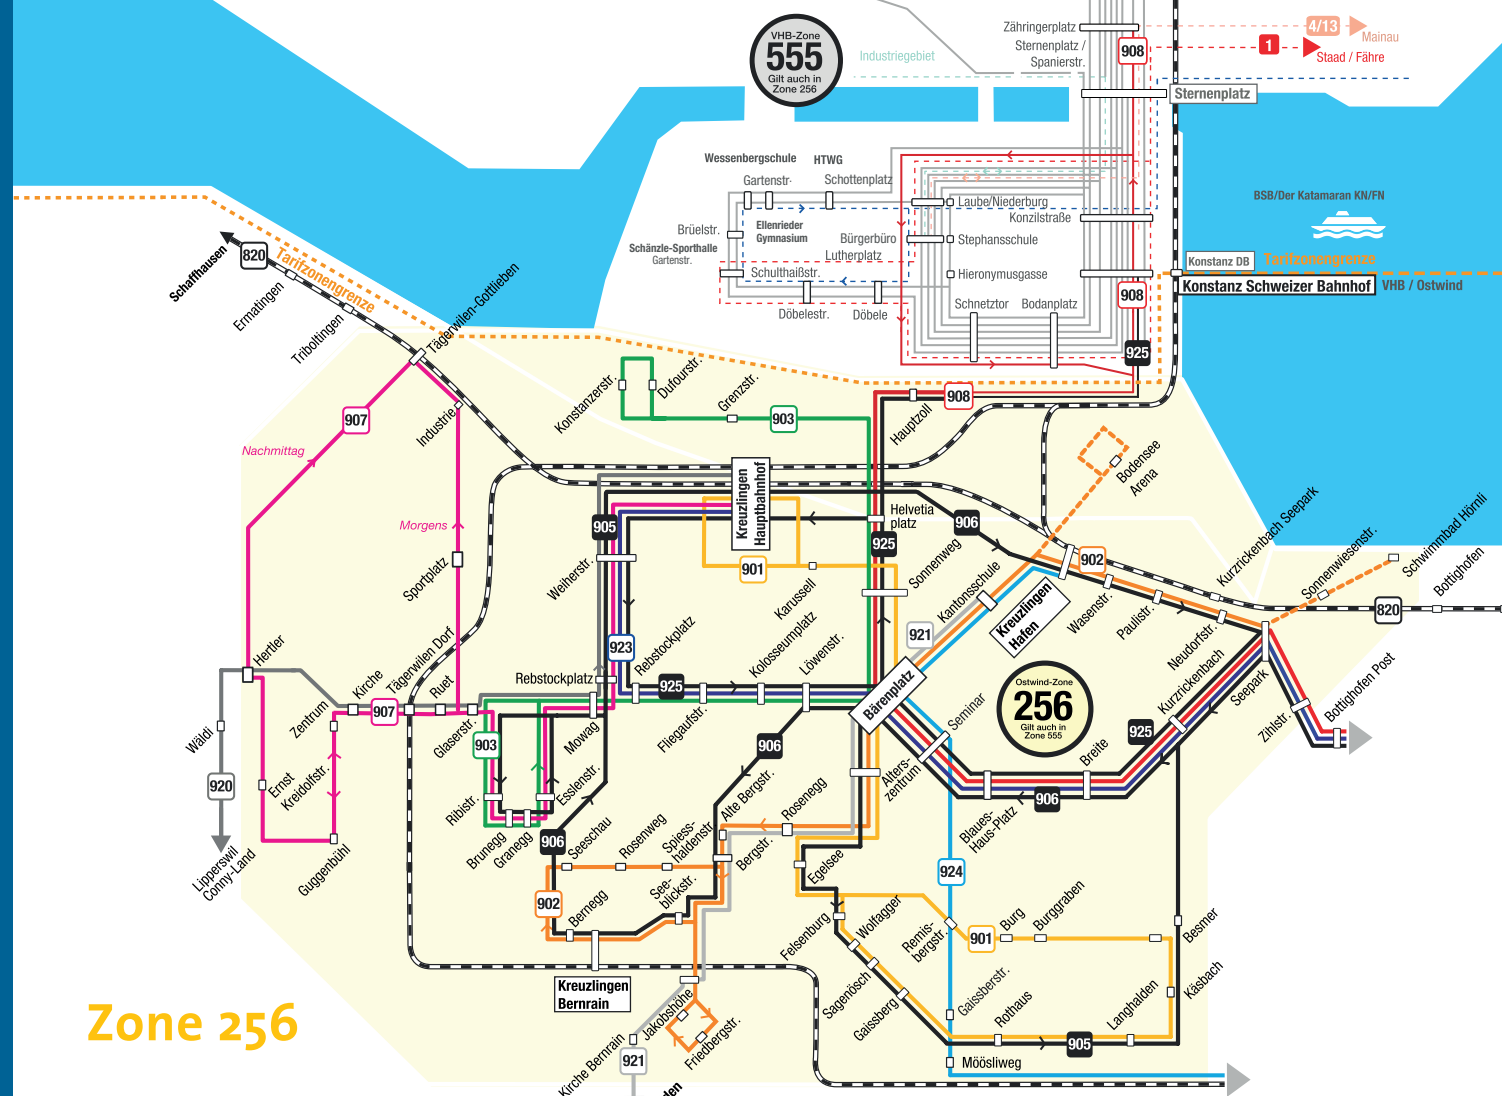 VHB-Zone
555
Gilt auch in
Zone 256
Industriegebiet
Zähringerplatz
Sternenplatz /
Spanierstr.
908
4/13
Mainau
1
Staad / Fähre
Sternenplatz
Wessenbergschule
HTWG
Gartenstr.
Schottenplatz
Laube/Niederburg
Konzilstraße
Brüelstr.
Ellenrieder
Gymnasium
Bürgerbüro
Lutherplatz
Stephansschule
Schänzle-Sporthalle
Gartenstr.
Schulthaißstr.
Hieronymusgasse
Schnetztor
Bodanplatz
Döbelestr.
Döbele
908
925
BSB/Der Katamaran KN/FN
Konstanz DB
Tarifzonengrenze
Konstanz Schweizer Bahnhof
VHB / Ostwind
Schaffhausen
820
Tarifzonengrenze
Ermatingen
Triboltingen
Tägerwilen-Gottlieben
907
Industrie
Nachmittag
Morgens
Sportplatz
Konstanzerstr.
Dufourstr.
Grenzstr.
903
Hauptzoll
908
Kreuzlingen
Hauptbahnhof
Helvetia
platz
905
925
906
901
Weiherstr.
Karussell
Sonnenweg
Kantonsschule
Bodensee
Arena
902
Kreuzlingen
Hafen
Wasenstr.
Paulistr.
Neudorfstr.
Kurzrickenbach Seepark
Sonnenwiesenstr.
Schwimmbad Hörnli
Bottighofen
820
921
923
Rebstockplatz
Rebstockplatz
925
Kolosseumplatz
Löwenstr.
Fliegaufstr.
Bärenplatz
Seminar
Ostwind-Zone
256
Gilt auch in
Zone 555
Kurzrickenbach
Seepark
Zihlstr.
Bottighofen Post
925
Breite
906
Blaues-
Haus-Platz
Alters-
zentrum
Hertler
Wäldi
920
Lipperswil
Conny-Land
Kirche
Tägerwilen Dorf
Ruet
907
Zentrum
Glaserstr.
Ernst
Kreidolfstr.
Guggenbühl
903
Mowag
Ribistr.
Esslenstr.
Brunegg
Granegg
906
906
Alte Bergstr.
Rosenegg
Seeschau
Rosenweg
Spiess-
haldenstr.
Bergstr.
Egelsee
902
Bernegg
See-
blickstr.
Kreuzlingen
Bernrain
924
Felsenburg
Wolfagger
Remis-
bergstr.
901
Burg
Burggraben
Besmer
Käsbach
Sagenösch
Gaissberg
Gaissberstr.
Rothaus
Langhalden
905
Möösliweg
Jakobshöhe
Friedbergstr.
Kirche Bernrain
921
den
Zone 256